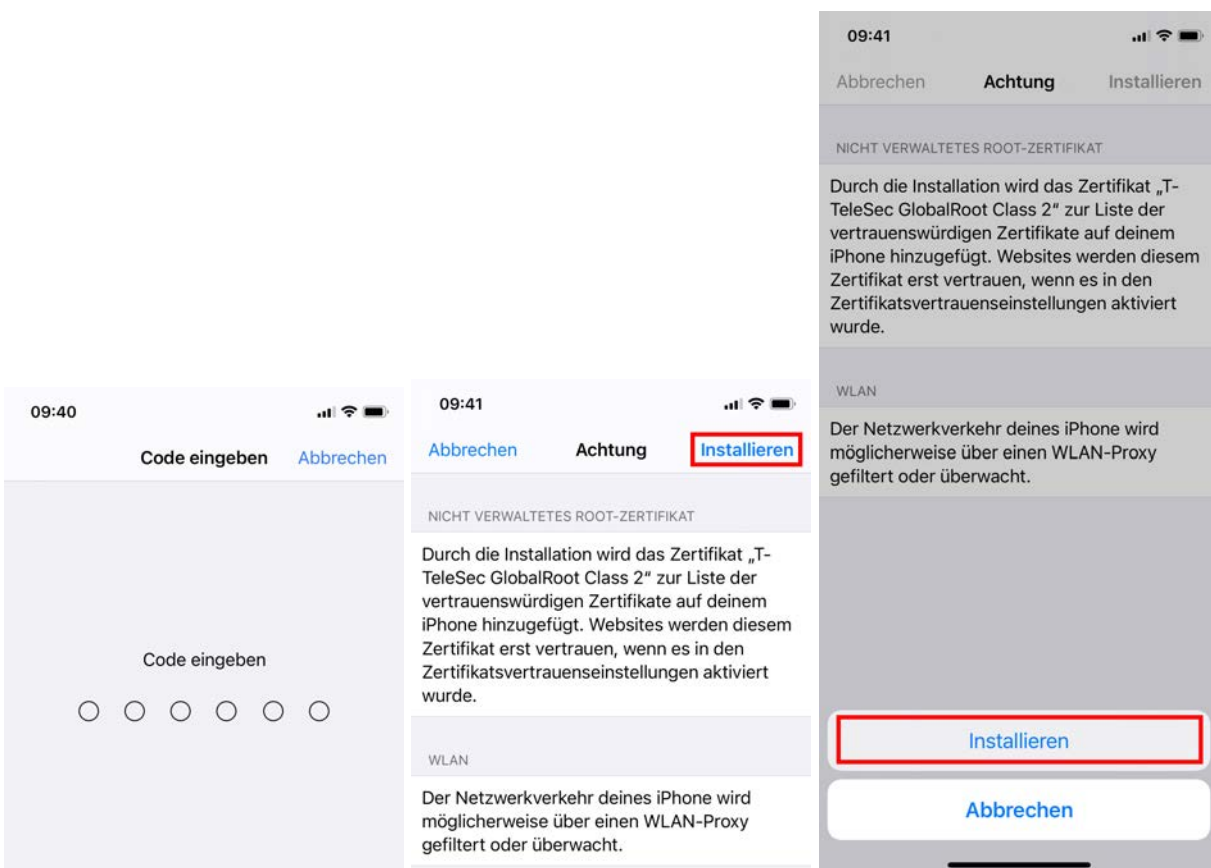 09:40
Code eingeben Abbrechen
Code eingeben
09:41
Abbrechen Achtung Installieren
NICHT VERWALTETES ROOT-ZERTIFIKAT
Durch die Installation wird das Zertifikat „T-
TeleSec GlobalRoot Class 2“ zur Liste der
vertrauenswürdigen Zertifikate auf deinem
iPhone hinzugefügt. Websites werden diesem
Zertifikat erst vertrauen, wenn es in den
Zertifikatsvertrauenseinstellungen aktiviert
wurde.
WLAN
Der Netzwerkverkehr deines iPhone wird
möglicherweise über einen WLAN-Proxy
gefiltert oder überwacht.
09:41
Abbrechen Achtung Installieren
NICHT VERWALTETES ROOT-ZERTIFIKAT
Durch die Installation wird das Zertifikat „T-
TeleSec GlobalRoot Class 2“ zur Liste der
vertrauenswürdigen Zertifikate auf deinem
iPhone hinzugefügt. Websites werden diesem
Zertifikat erst vertrauen, wenn es in den
Zertifikatsvertrauenseinstellungen aktiviert
wurde.
WLAN
Der Netzwerkverkehr deines iPhone wird
möglicherweise über einen WLAN-Proxy
gefiltert oder überwacht.
Installieren
Abbrechen